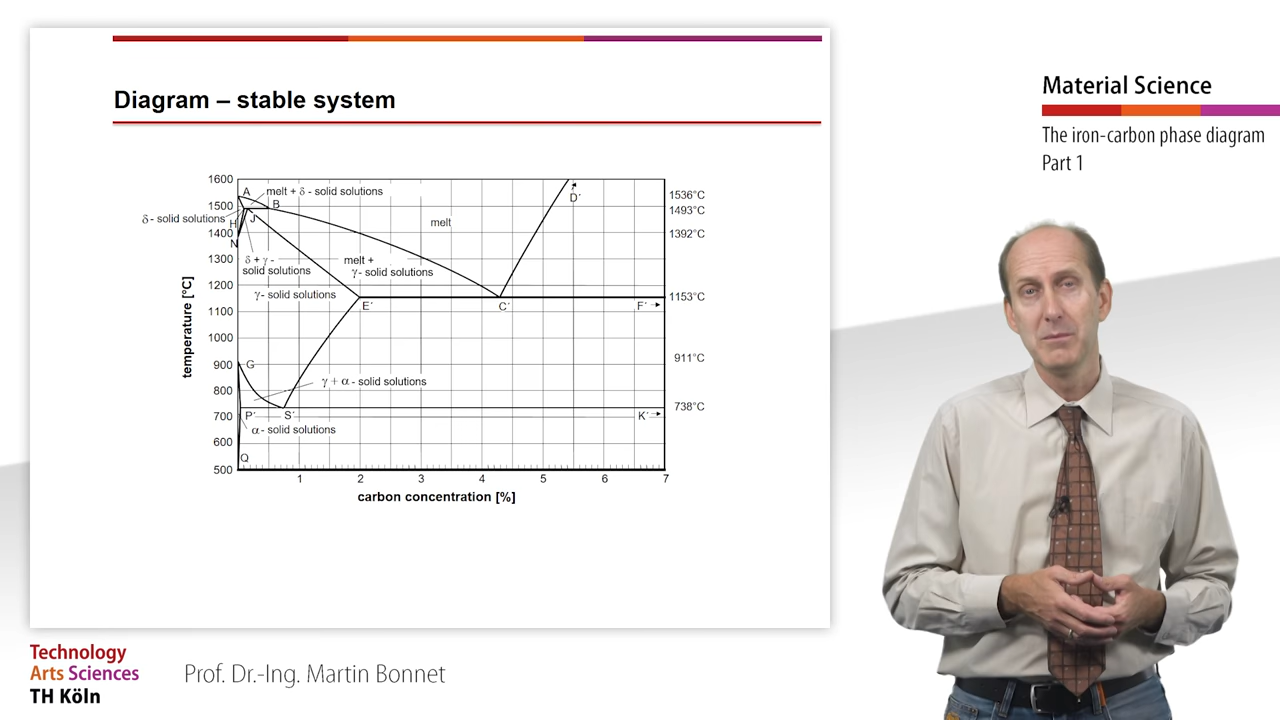 Diagram – stable system
1600
1500
1400
1300
1200
1100
1000
900
800
700
600
500
temperature [°C]
A
melt + δ - solid solutions
B
δ - solid solutions
H
J
N
melt
D´
δ + γ -
solid solutions
melt +
γ- solid solutions
γ- solid solutions
E´
C´
F´
G
γ + α - solid solutions
P´
S´
K´
α- solid solutions
Q
1536°C
1493°C
1392°C
1153°C
911°C
738°C
1
2
3
4
5
6
7
carbon concentration [%]
Material Science
The iron-carbon phase diagram
Part 1
Technology
Arts Sciences
TH Köln
Prof. Dr.-Ing. Martin Bonnet